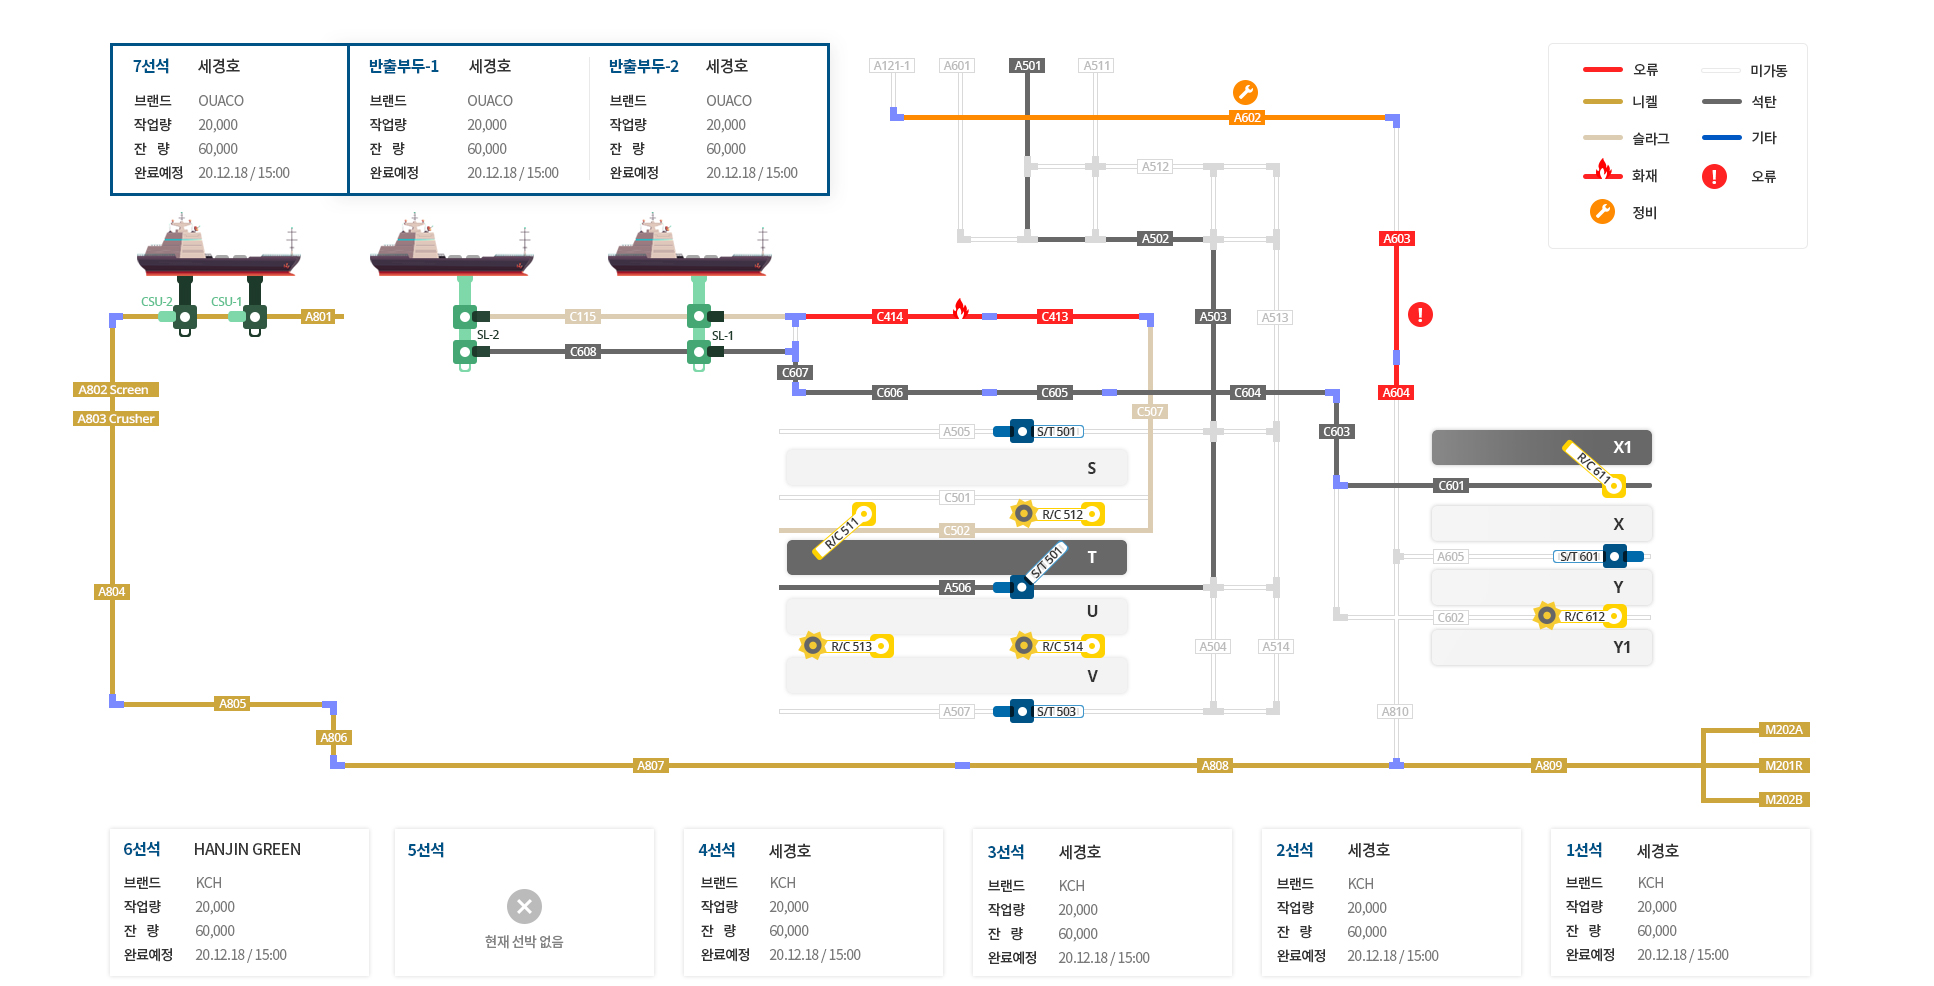 7선석 세경호
브랜드 OUACO
작업량 20,000
잔 량 60,000
완료예정 20.12.18 / 15:00
반출부두-1 세경호
브랜드 OUACO
작업량 20,000
잔 량 60,000
완료예정 20.12.18 / 15:00
반출부두-2 세경호
브랜드 OUACO
작업량 20,000
잔 량 60,000
완료예정 20.12.18 / 15:00
A121-1
A601
A501
A511
A602
A512
A502
A603
오류
미가동
니켈
석탄
슬라그
기타
화재
오류
정비
CSU-2
CSU-1
A801
C115
SL-2
SL-1
C608
C414
C413
A503
A513
C607
C606
C605
C604
A604
A802 Screen
A803 Crusher
C507
A505
S/T 501
C603
S
X1
R/C 611
C601
C501
R/C 511
R/C 512
C502
X
T
S/T 501
A605
S/T 601
A506
Y
U
C602
R/C 612
A804
R/C 513
R/C 514
A504
A514
Y1
V
A805
A507
S/T 503
A810
A806
A807
A808
A809
M202A
M201R
M202B
6선석 HANJIN GREEN
브랜드 KCH
작업량 20,000
잔 량 60,000
완료예정 20.12.18 / 15:00
5선석
현재 선박 없음
4선석 세경호
브랜드 KCH
작업량 20,000
잔 량 60,000
완료예정 20.12.18 / 15:00
3선석 세경호
브랜드 KCH
작업량 20,000
잔 량 60,000
완료예정 20.12.18 / 15:00
2선석 세경호
브랜드 KCH
작업량 20,000
잔 량 60,000
완료예정 20.12.18 / 15:00
1선석 세경호
브랜드 KCH
작업량 20,000
잔 량 60,000
완료예정 20.12.18 / 15:00